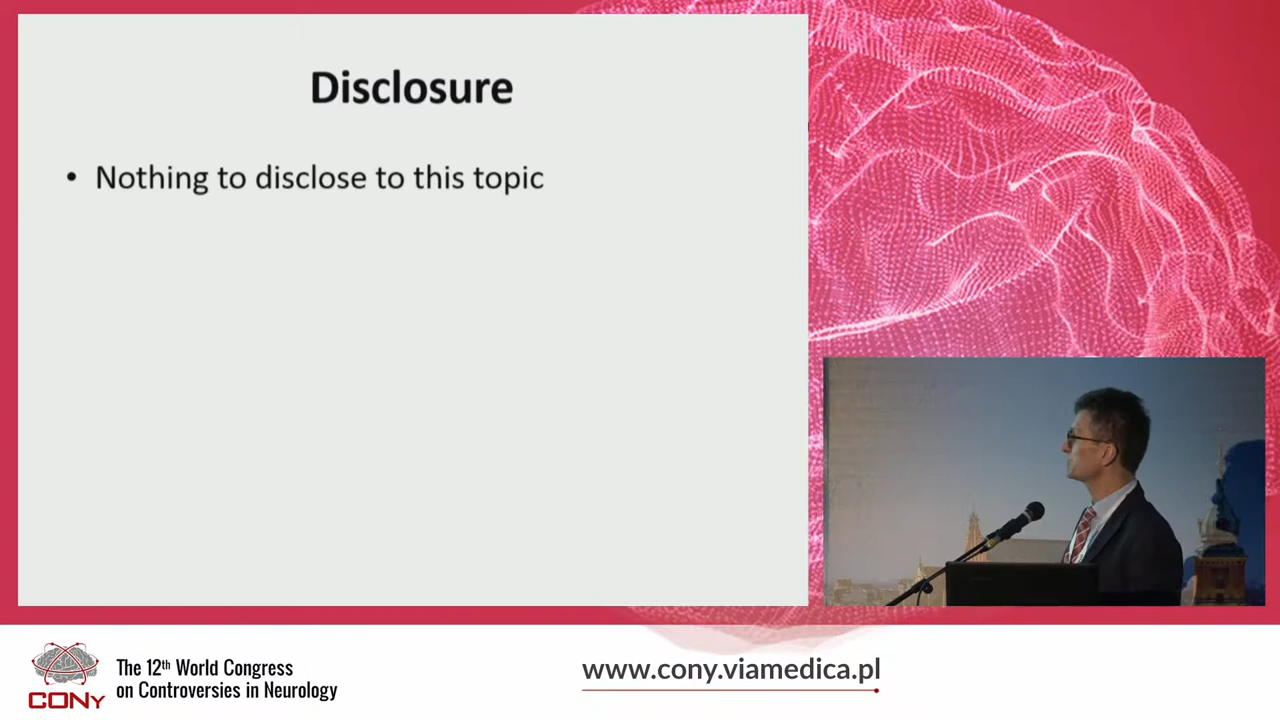 Disclosure
• Nothing to disclose to this topic
CONy
The 12th World Congress
on Controversies in Neurology
www.cony.viamedica.pl